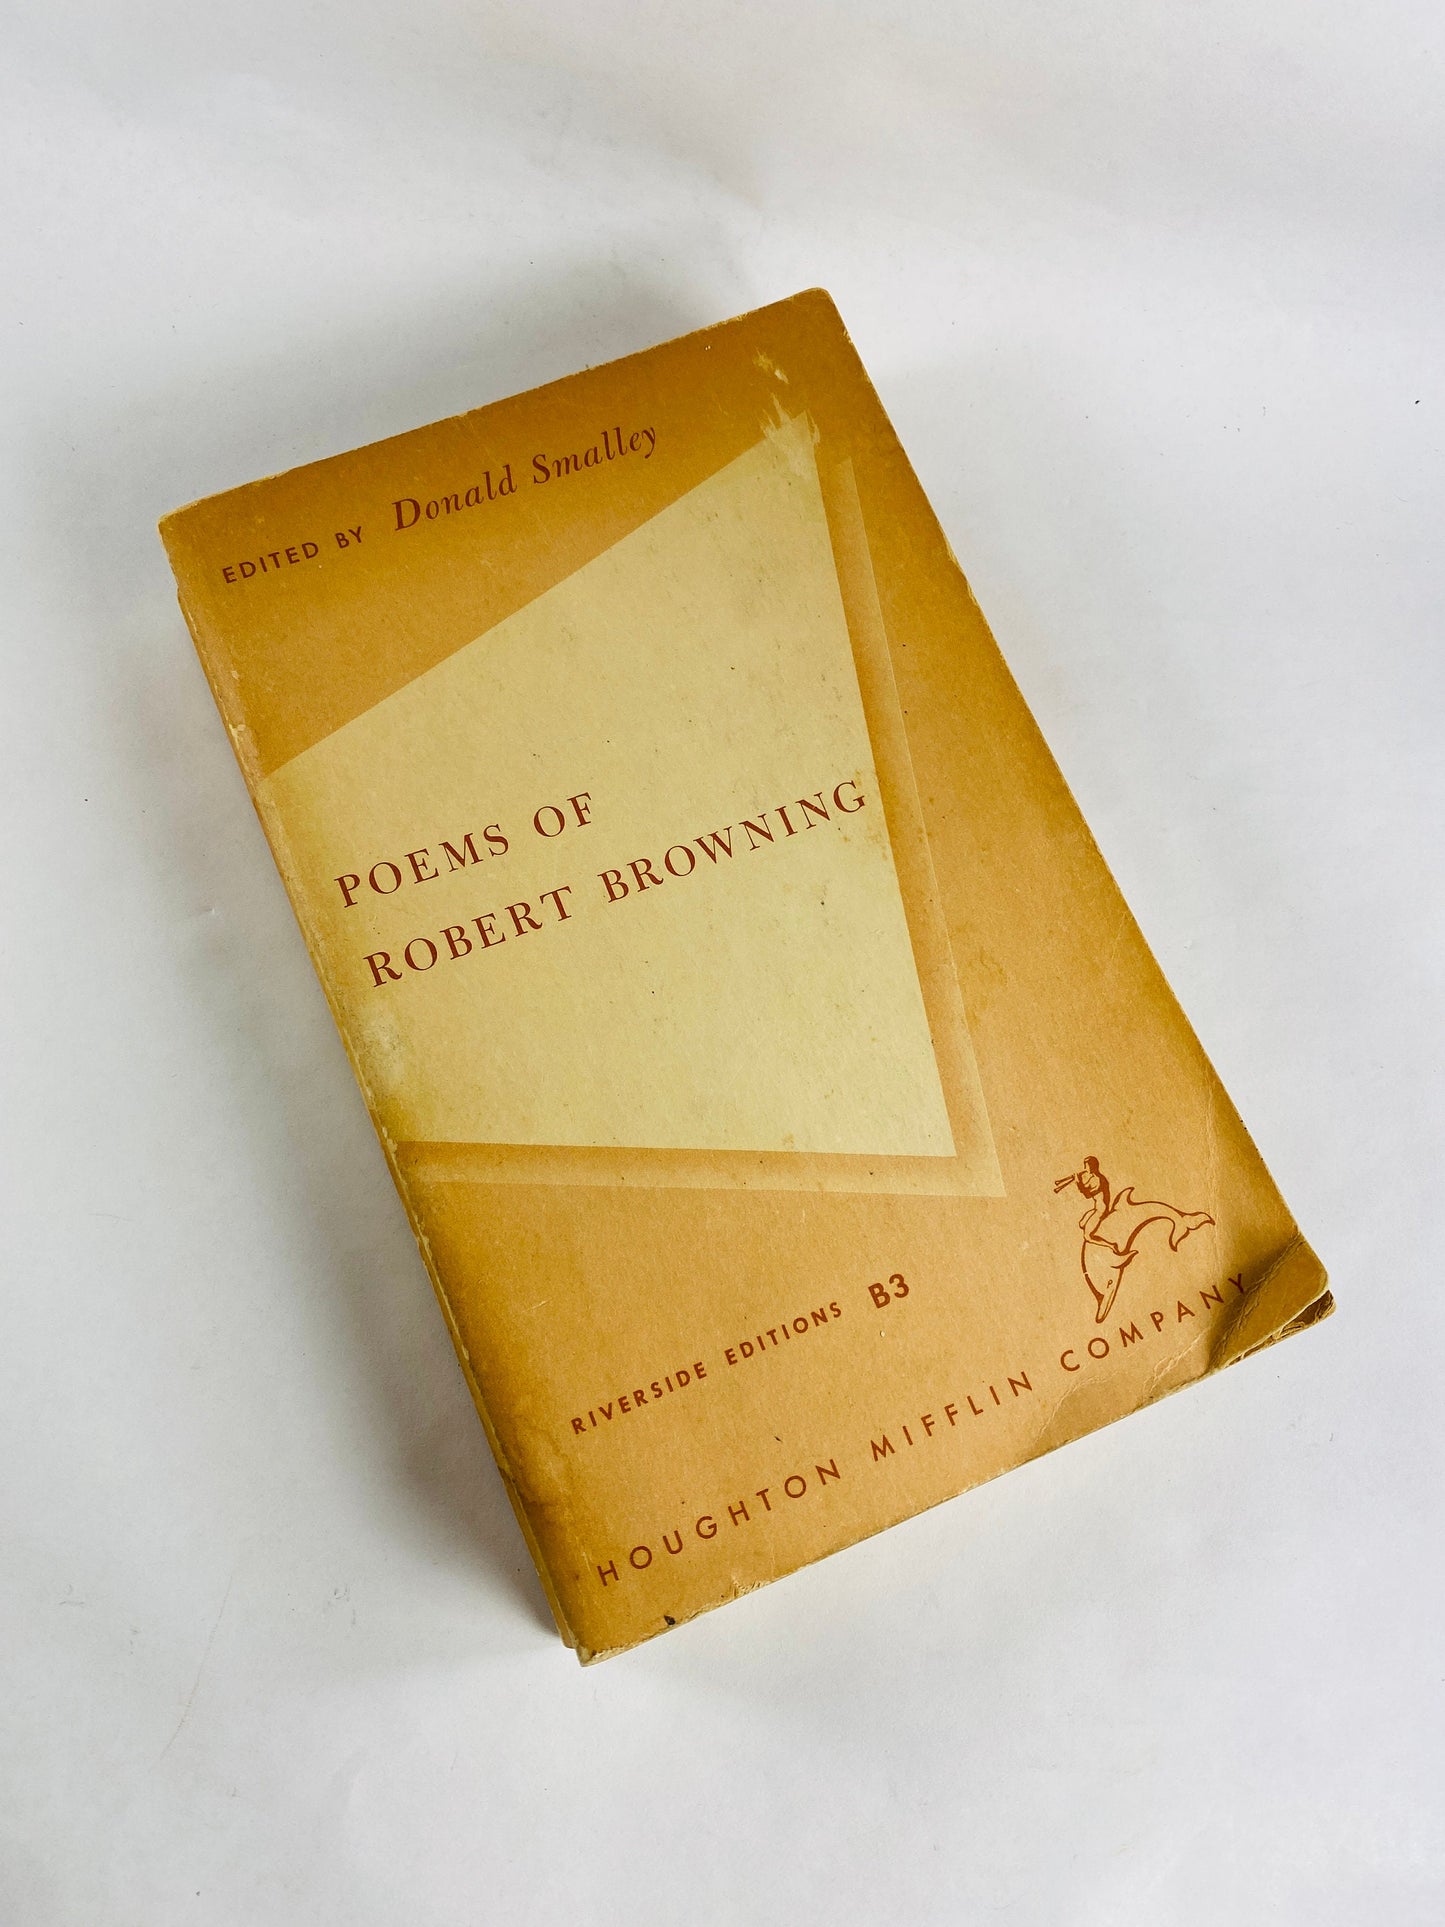 EDITED BY Donald Smalley
POEMS OF
ROBERT BROWNING
RIVERSIDE EDITIONS B3
HOUGHTON MIFFLIN COMPANY